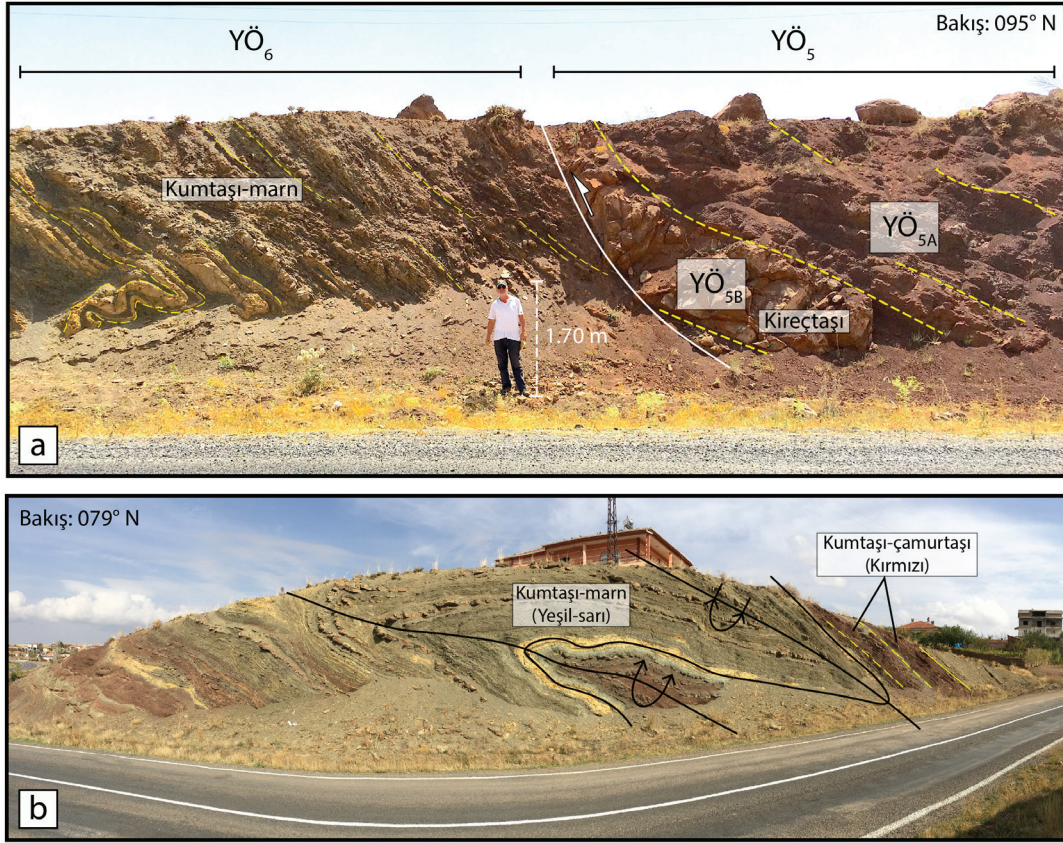 YÖ6
YÖ5
Bakış: 095° N
Kumtaşı-marn
YÖ5A
YÖ5B
Kireçtaşı
1.70 m
a
Bakış: 079° N
Kumtaşı-çamurtaşı
(Kırmızı)
Kumtaşı-marn
(Yeşil-sarı)
b